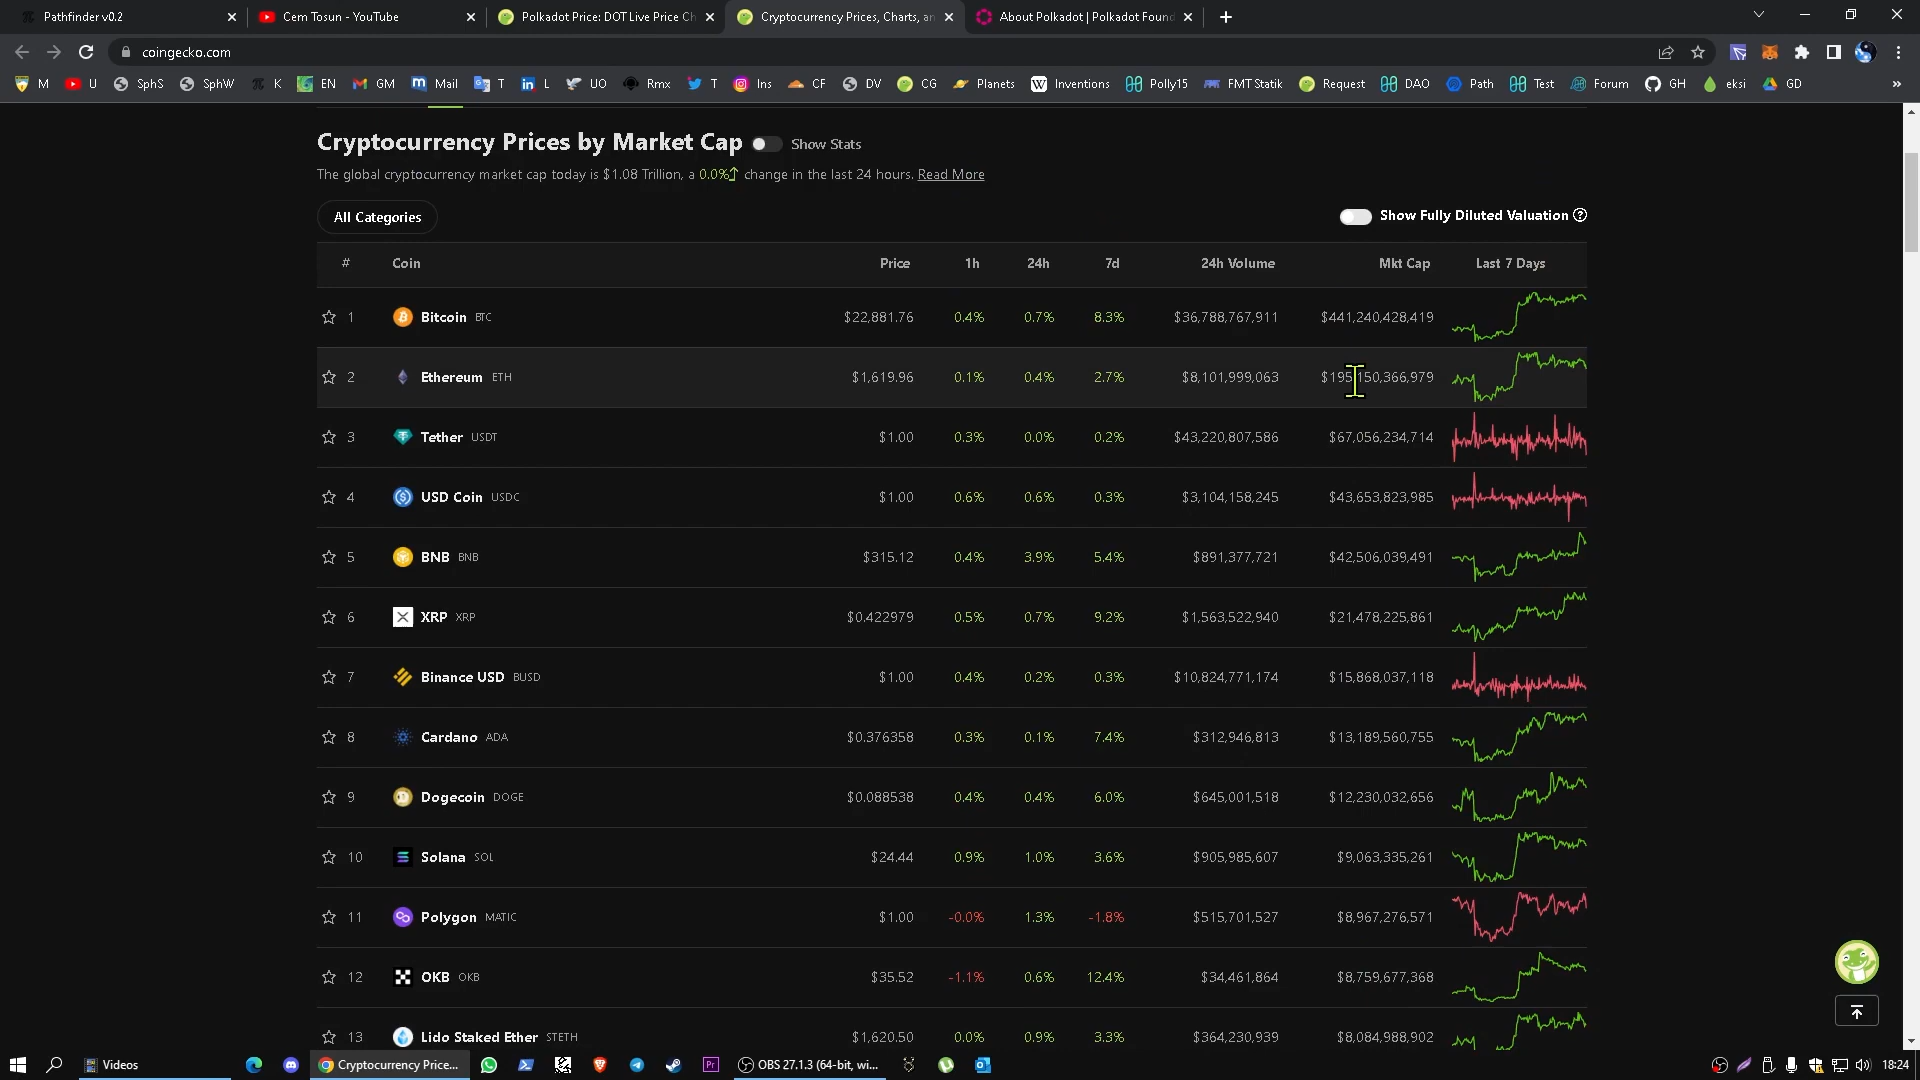 Pathfinder v0.2
Cem Tosun - YouTube
Polkadot Price: DOT Live Price Ch
Cryptocurrency Prices, Charts, an
About Polkadot | Polkadot Found
coingecko.com
M U SphS SphW K EN GM Mail T L UO Rmx T Ins CF DV CG Planets Inventions Polly15 FMT Statik Request DAO Path Test Forum GH eksi GD
Cryptocurrency Prices by Market Cap Show Stats
The global cryptocurrency market cap today is $1.08 Trillion, a 0.0% change in the last 24 hours. Read More
All Categories
Show Fully Diluted Valuation
# Coin Price 1h 24h 7d 24h Volume Mkt Cap Last 7 Days
1 Bitcoin BTC $22,881.76 0.4% 0.7% 8.3% $36,788,767,911 $441,240,428,419
2 Ethereum ETH $1,619.96 0.1% 0.4% 2.7% $8,101,999,063 $195,150,366,979
3 Tether USDT $1.00 0.3% 0.0% 0.2% $43,220,807,586 $67,056,234,714
4 USD Coin USDC $1.00 0.6% 0.6% 0.3% $3,104,158,245 $43,653,823,985
5 BNB BNB $315.12 0.4% 3.9% 5.4% $891,377,721 $42,506,039,491
6 XRP XRP $0.422979 0.5% 0.7% 9.2% $1,563,522,940 $21,478,225,861
7 Binance USD BUSD $1.00 0.4% 0.2% 0.3% $10,824,771,174 $15,868,037,118
8 Cardano ADA $0.376358 0.3% 0.1% 7.4% $312,946,813 $13,189,560,755
9 Dogecoin DOGE $0.088538 0.4% 0.4% 6.0% $645,001,518 $12,230,032,656
10 Solana SOL $24.44 0.9% 1.0% 3.6% $905,985,607 $9,063,335,261
11 Polygon MATIC $1.00 -0.0% 1.3% -1.8% $515,701,527 $8,967,276,571
12 OKB OKB $35.52 -1.1% 0.6% 12.4% $34,461,864 $8,759,677,368
13 Lido Staked Ether STETH $1,620.50 0.0% 0.9% 3.3% $364,230,939 $8,084,988,902
Videos
Cryptocurrency Price...
OBS 27.1.3 (64-bit, wi...
18:24